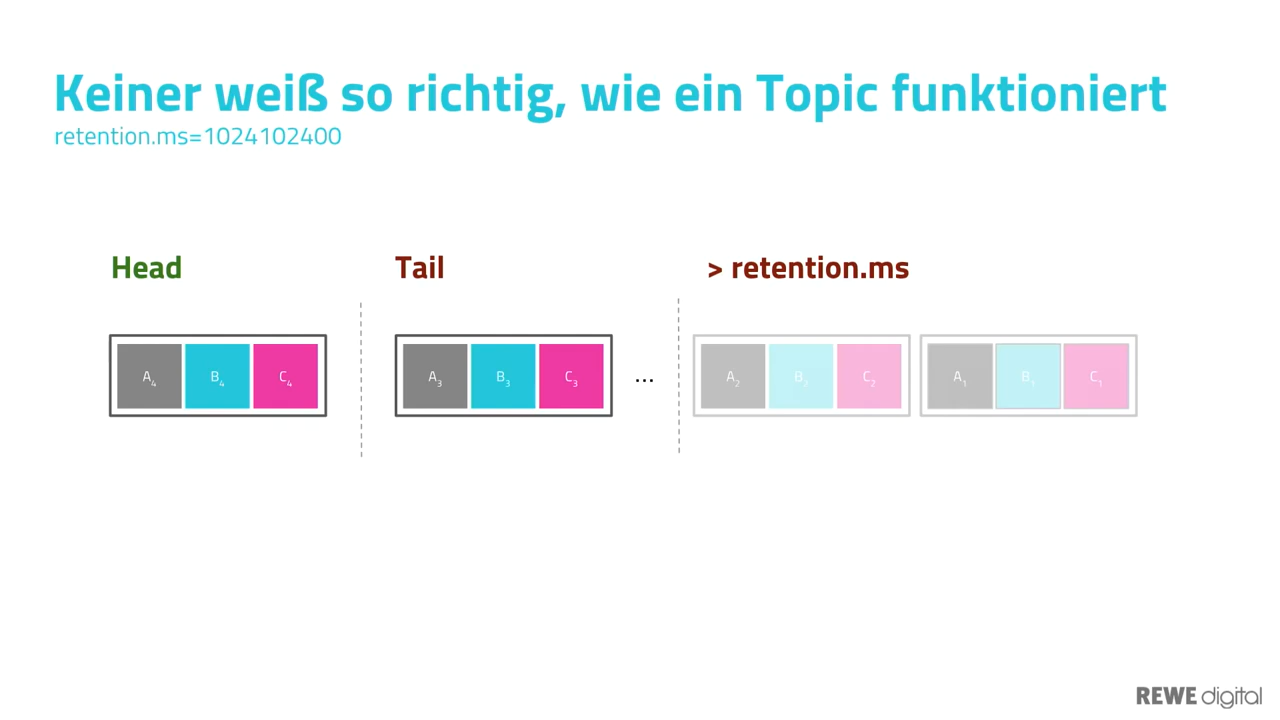 Keiner weiß so richtig, wie ein Topic funktioniert
retention.ms=1024102400
Head
Tail
> retention.ms
A4 B4 C4
A3 B3 C3
...
A2 B2 C2
A1 B1 C1
REWE digital